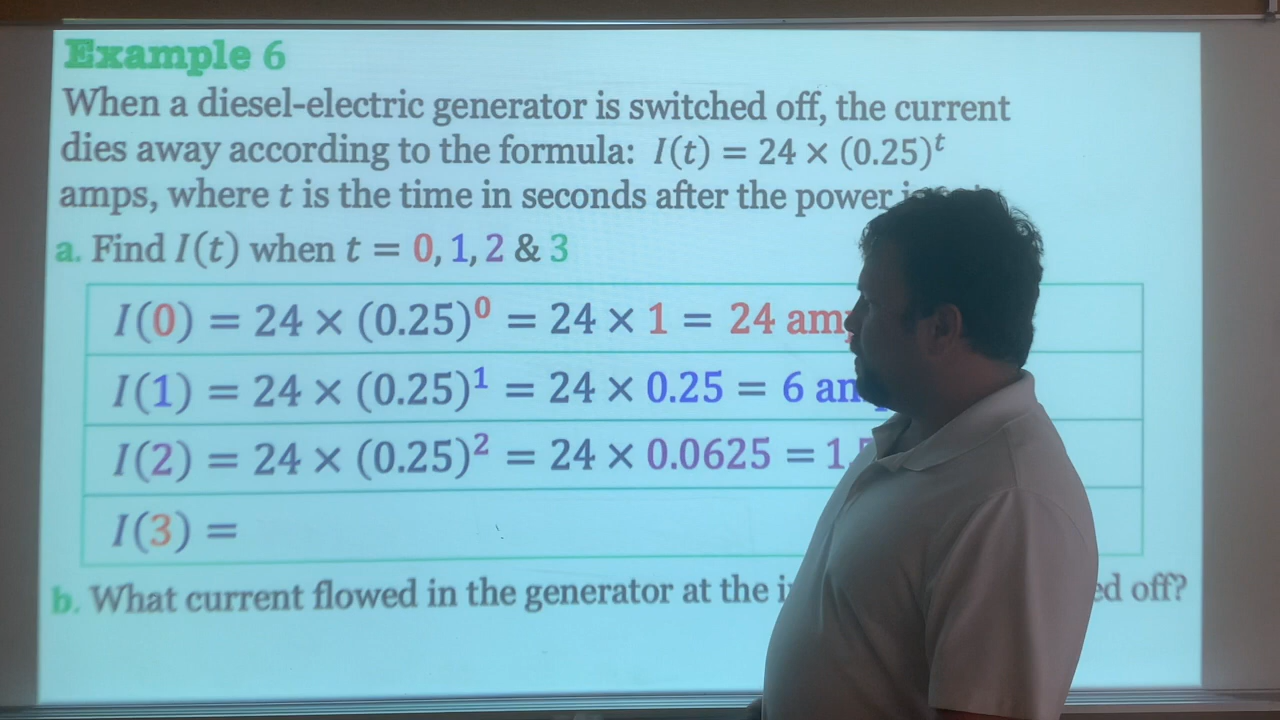 Example 6
When a diesel-electric generator is switched off, the current
dies away according to the formula: I(t) = 24 × (0.25)ᵗ
amps, where t is the time in seconds after the power
a. Find I(t) when t = 0, 1, 2 & 3
I(0) = 24 × (0.25)⁰ = 24 × 1 = 24
I(1) = 24 × (0.25)¹ = 24 × 0.25 = 6
I(2) = 24 × (0.25)² = 24 × 0.0625 =
I(3) =
b. What current flowed in the generator at the off?